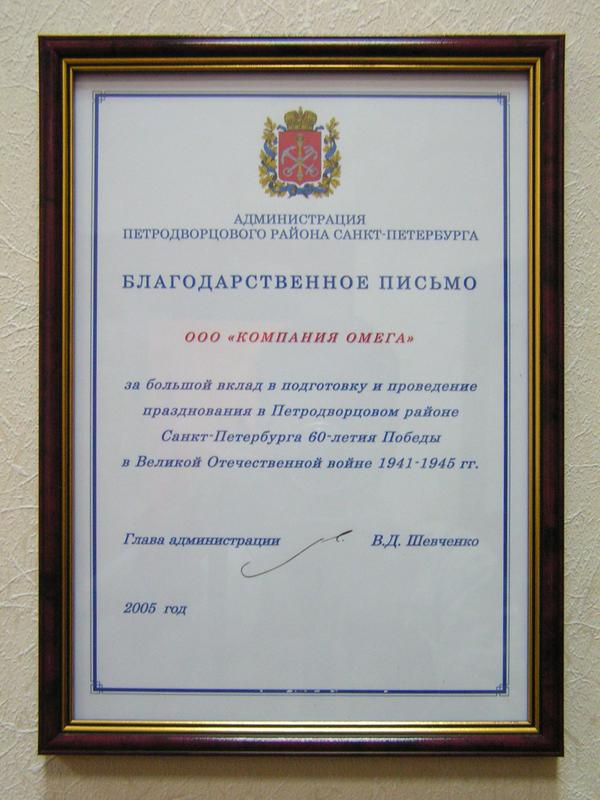 АДМИНИСТРАЦИЯ
ПЕТРОДВОРЦОВОГО РАЙОНА САНКТ-ПЕТЕРБУРГА
БЛАГОДАРСТВЕННОЕ ПИСЬМО
ООО «КОМПАНИЯ ОМЕГА»
за большой вклад в подготовку и проведение
празднования в Петродворцовом районе
Санкт-Петербурга 60-летия Победы
в Великой Отечественной войне 1941-1945 гг.
Глава администрации В.Д. Шевченко
2005 год